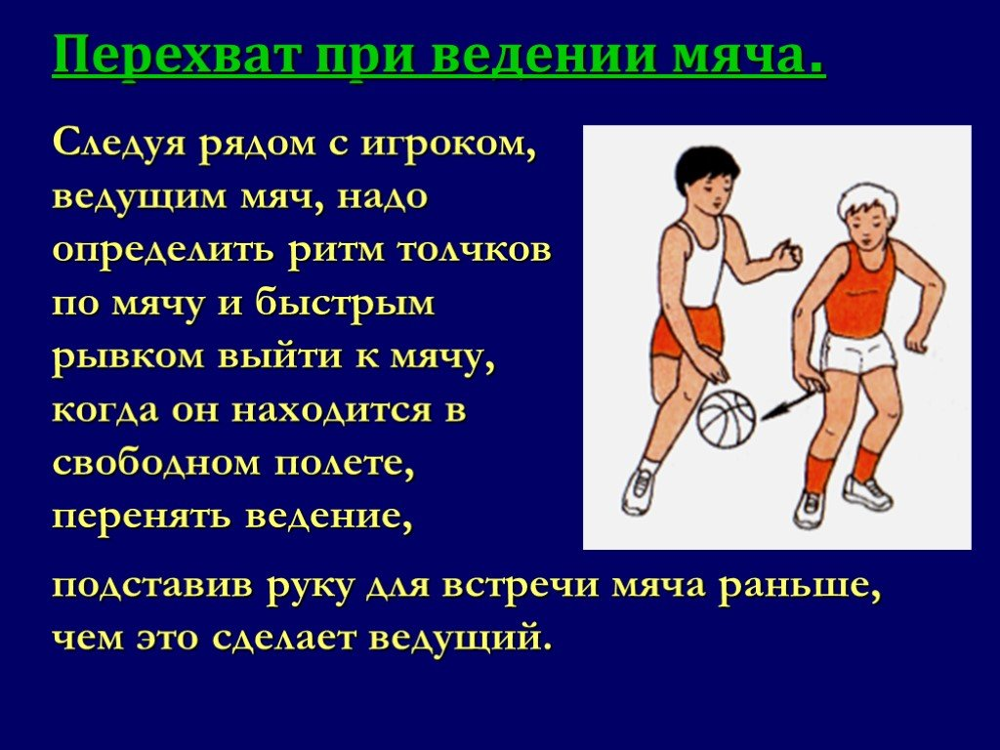 Перехват при ведении мяча.
Следуя рядом с игроком,
ведущим мяч, надо
определить ритм толчков
по мячу и быстрым
рывком выйти к мячу,
когда он находится в
свободном полете,
перенять ведение,
подставив руку для встречи мяча раньше,
чем это сделает ведущий.